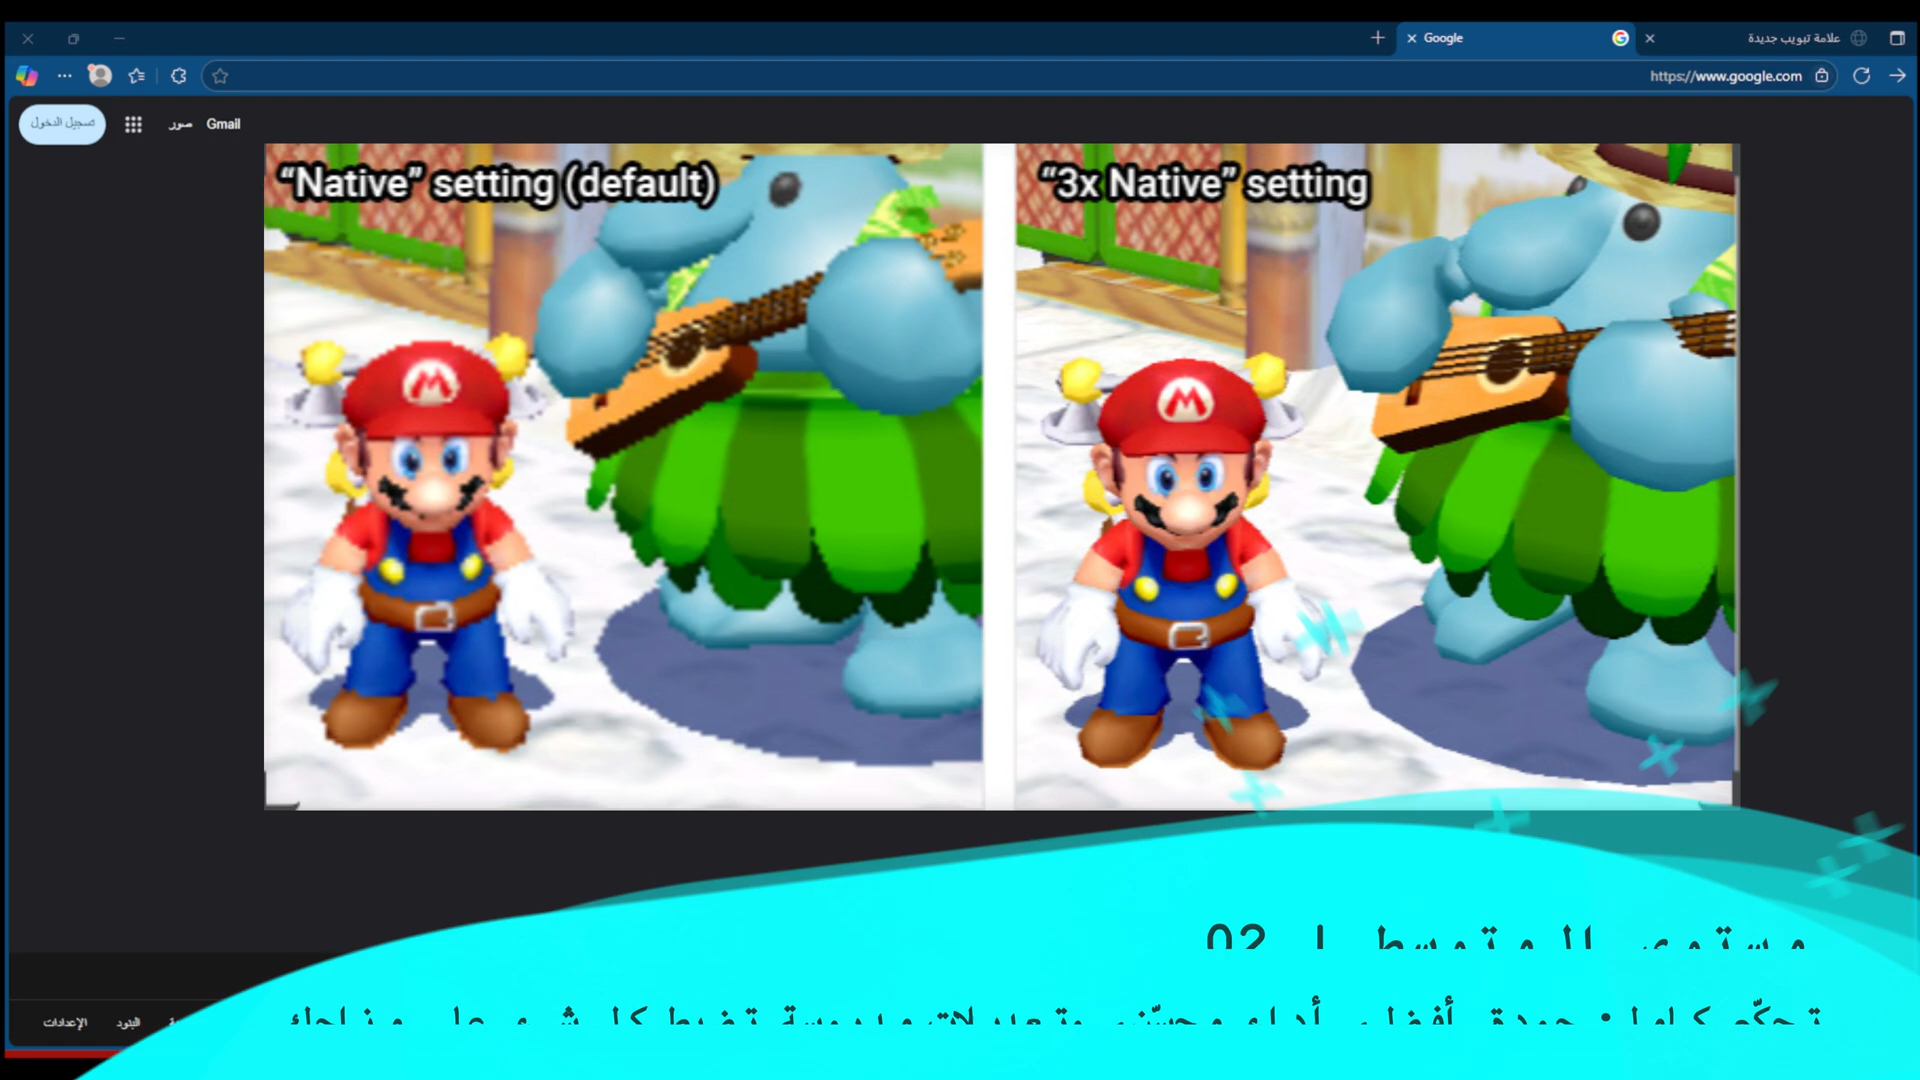 علامة تبويب جديدة
Google
https://www.google.com
Gmail
صور
تسجيل الدخول
“Native” setting (default)
“3x Native” setting
M
M
مستوى المتوسط | 02
تحكّم كامل: جودة أفضل، أداء محسّن، وتعديلات مدروسة تضبط كل شيء على مزاجك
البنود
الإعدادات